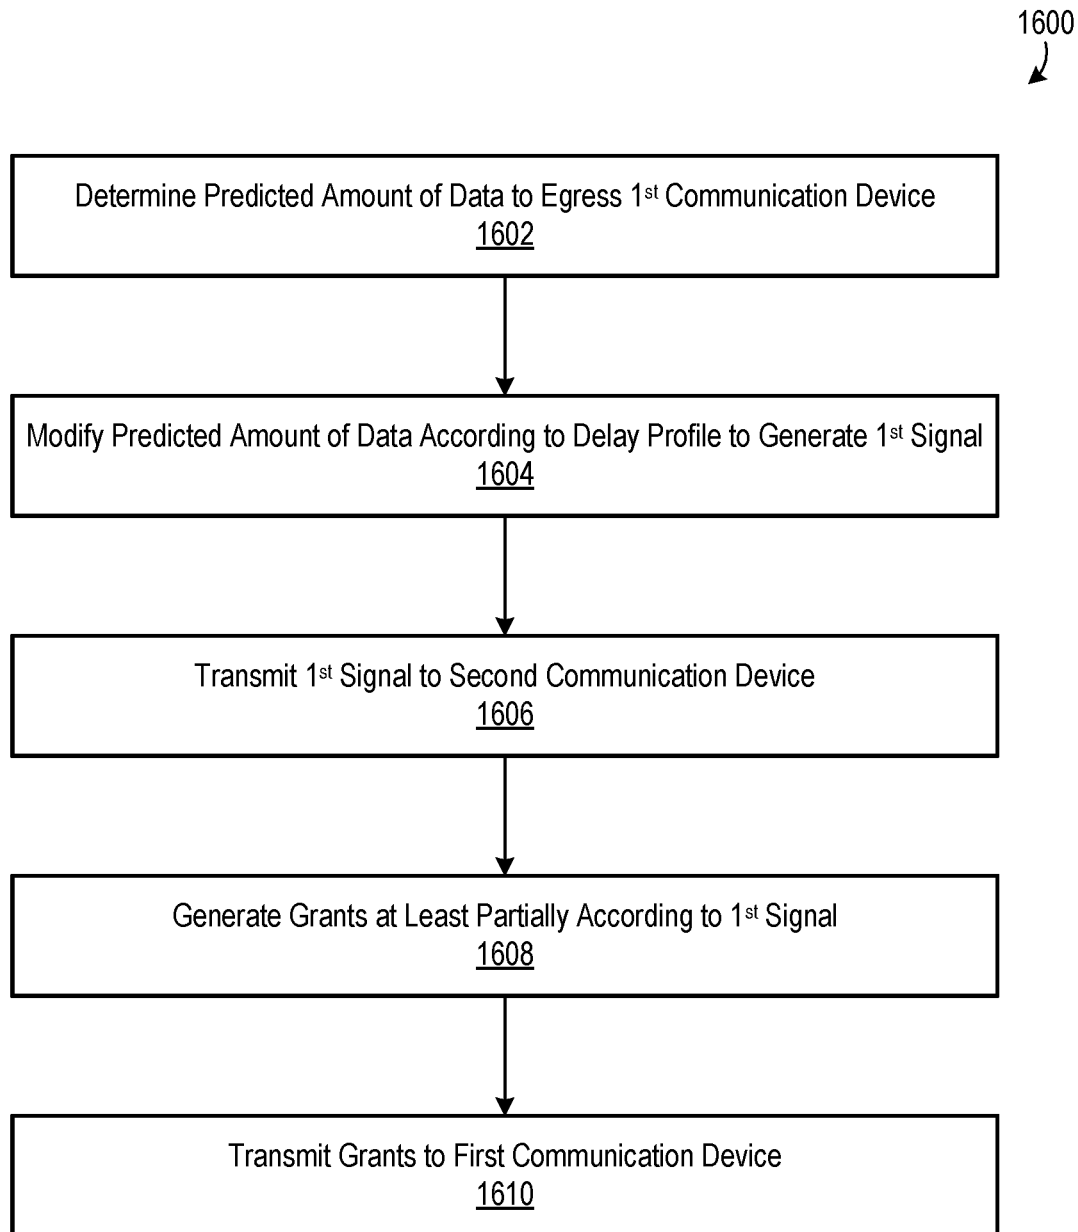 1600
Determine Predicted Amount of Data to Egress 1st Communication Device
1602
Modify Predicted Amount of Data According to Delay Profile to Generate 1st Signal
1604
Transmit 1st Signal to Second Communication Device
1606
Generate Grants at Least Partially According to 1st Signal
1608
Transmit Grants to First Communication Device
1610